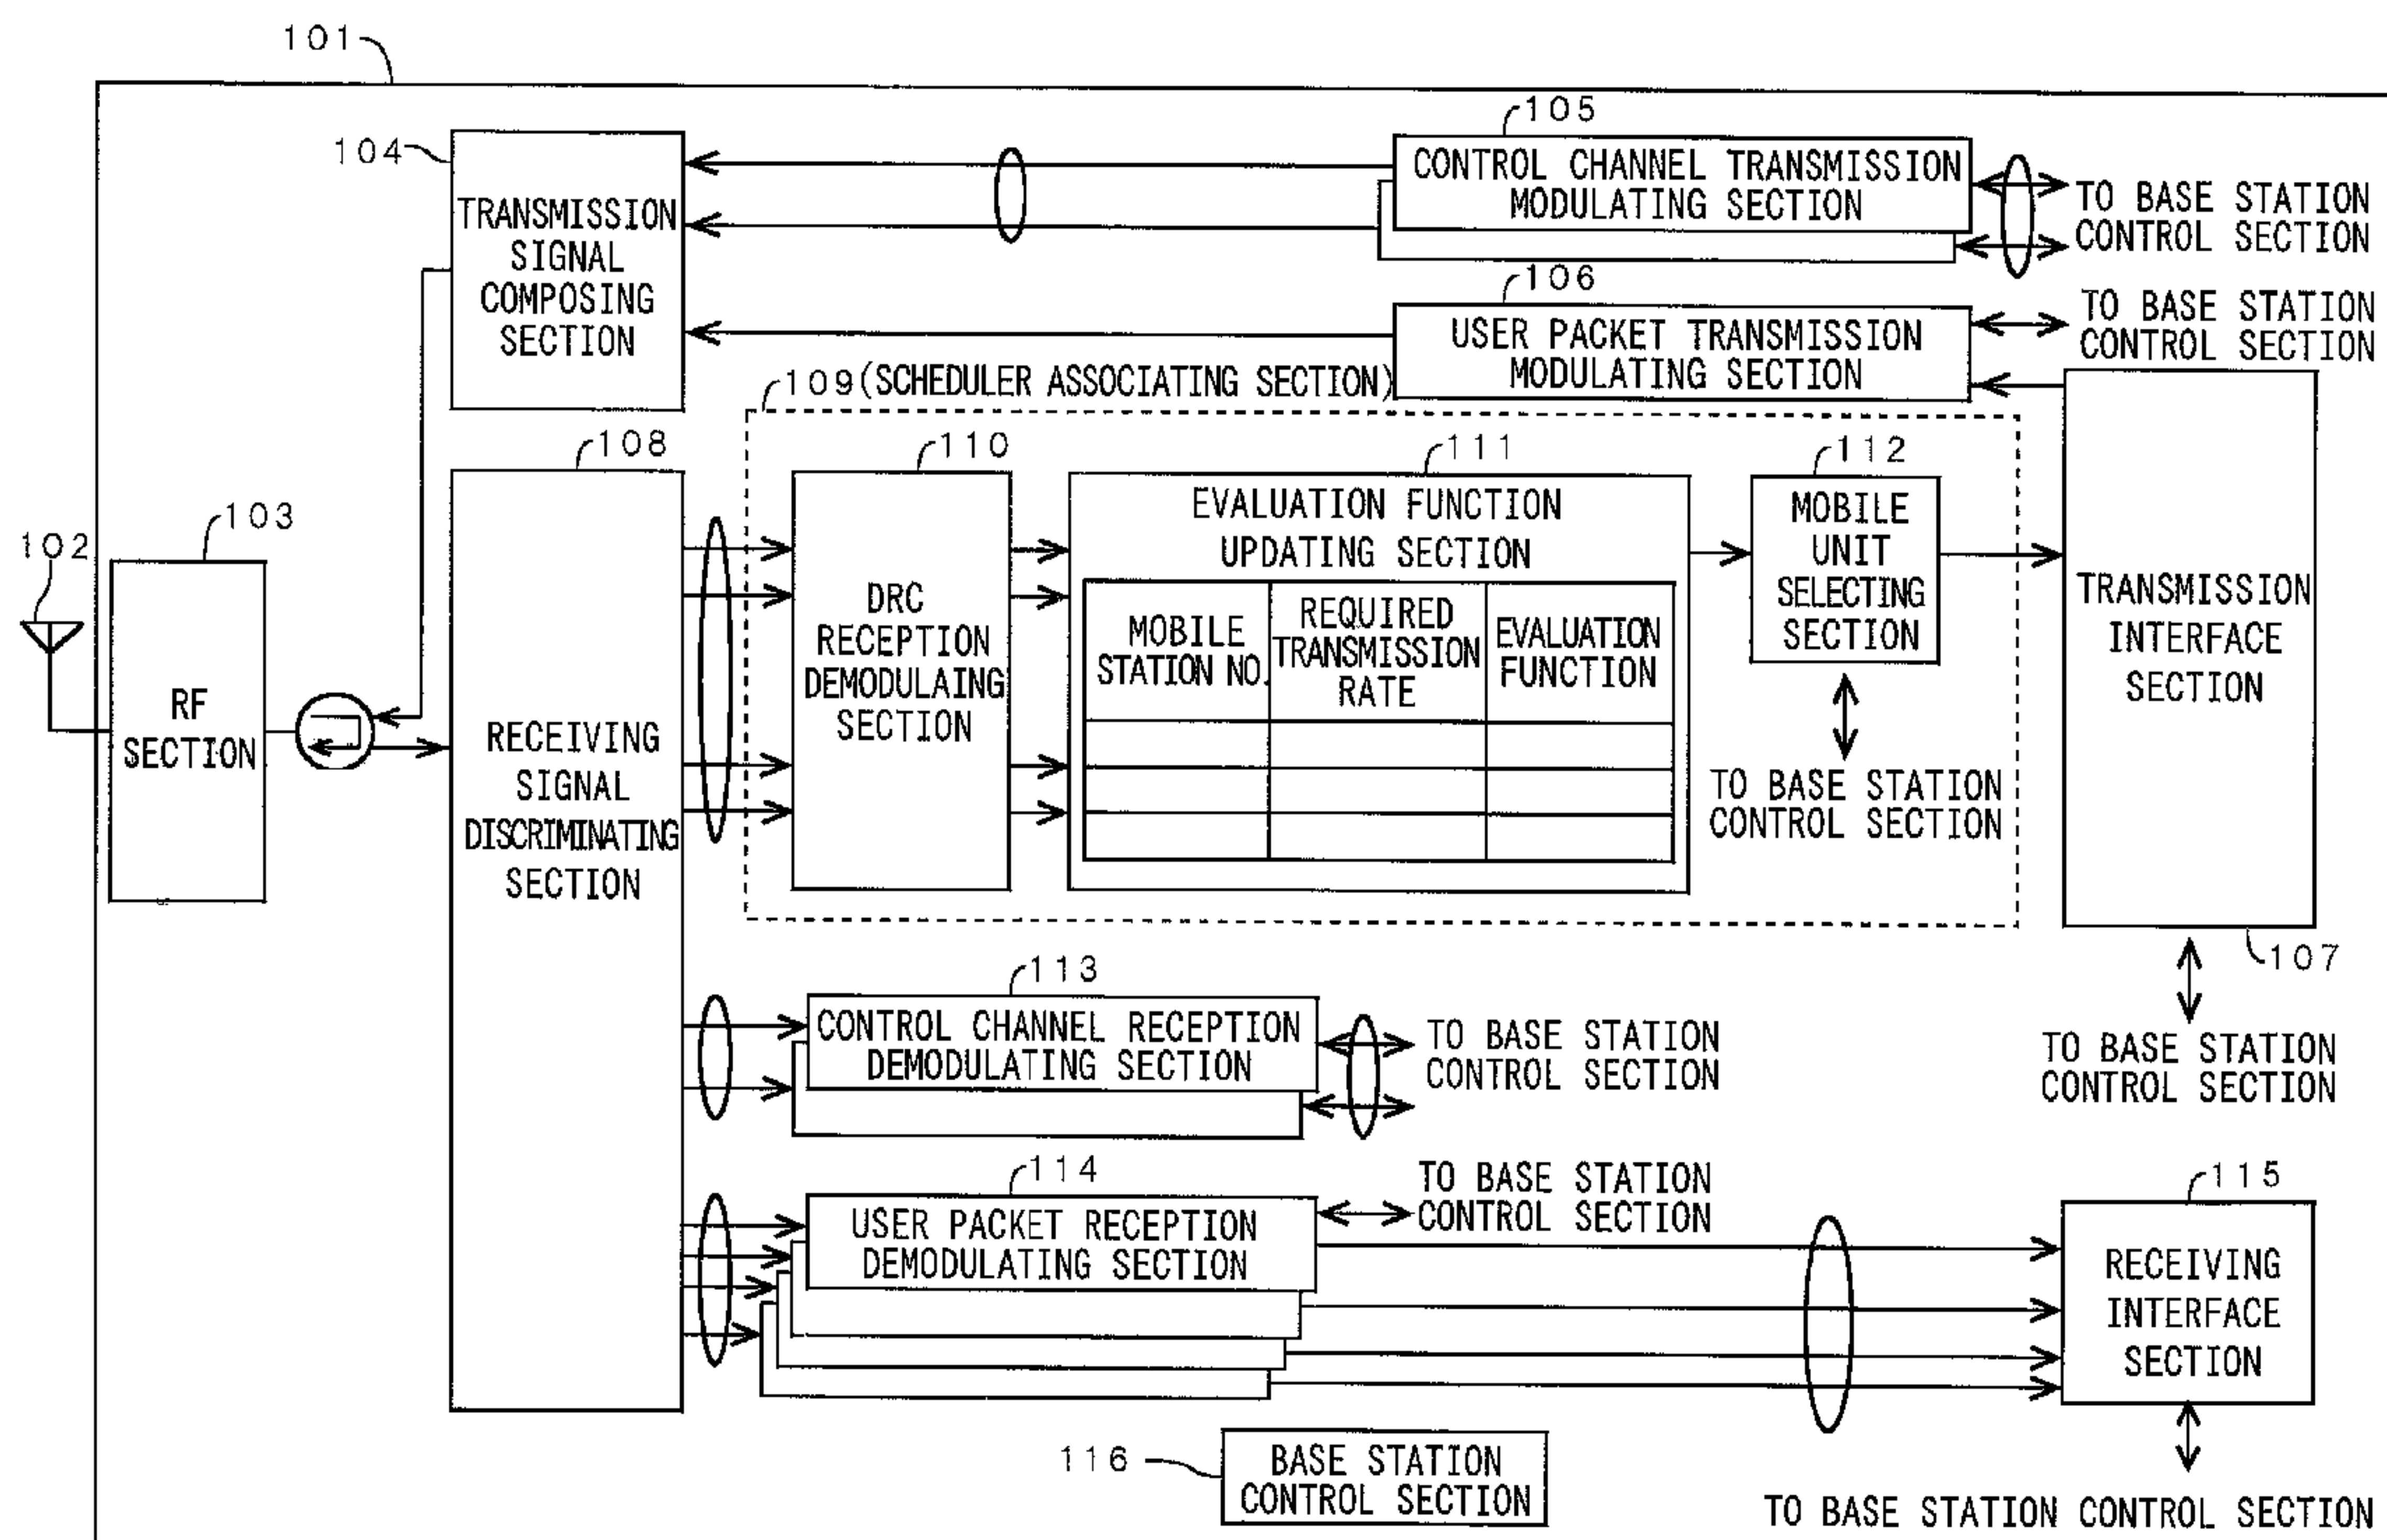 101
105
104
CONTROL CHANNEL TRANSMISSION
MODULATING SECTION
TO BASE STATION
CONTROL SECTION
TRANSMISSION
SIGNAL
COMPOSING
SECTION
106
USER PACKET TRANSMISSION
MODULATING SECTION
TO BASE STATION
CONTROL SECTION
109(SCHEDULER ASSOCIATING SECTION)
108
110
111
112
102
103
RF
SECTION
RECEIVING
SIGNAL
DISCRIMINATING
SECTION
DRC
RECEPTION
DEMODULAING
SECTION
EVALUATION FUNCTION
UPDATING SECTION
MOBILE
STATION NO.
REQUIRED
TRANSMISSION
RATE
EVALUATION
FUNCTION
MOBILE
UNIT
SELECTING
SECTION
TO BASE STATION
CONTROL SECTION
TRANSMISSION
INTERFACE
SECTION
107
TO BASE STATION
CONTROL SECTION
113
CONTROL CHANNEL RECEPTION
DEMODULATING SECTION
TO BASE STATION
CONTROL SECTION
114
USER PACKET RECEPTION
DEMODULATING SECTION
TO BASE STATION
CONTROL SECTION
115
RECEIVING
INTERFACE
SECTION
116
BASE STATION
CONTROL SECTION
TO BASE STATION CONTROL SECTION